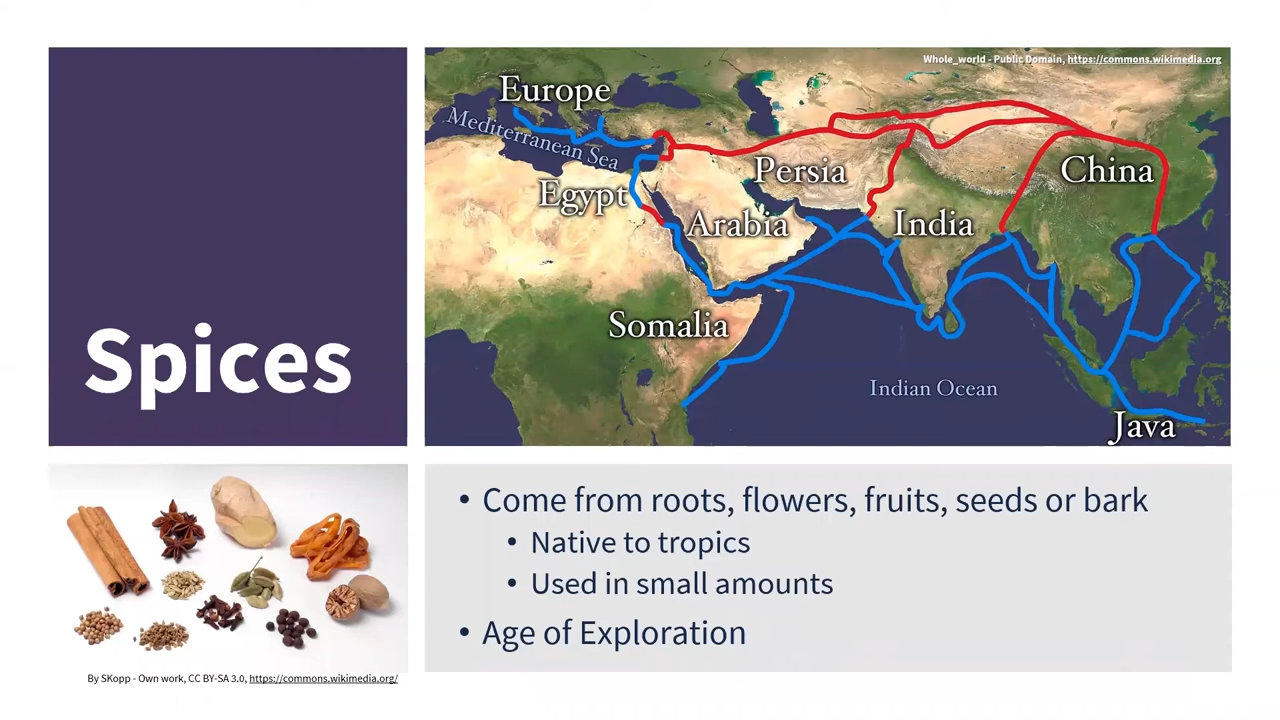 Spices
Whole_world - Public Domain, https://commons.wikimedia.org
Europe
Mediterranean Sea
Persia
China
Egypt
Arabia
India
Somalia
Indian Ocean
Java
• Come from roots, flowers, fruits, seeds or bark
• Native to tropics
• Used in small amounts
• Age of Exploration
By SKopp - Own work, CC BY-SA 3.0, https://commons.wikimedia.org/